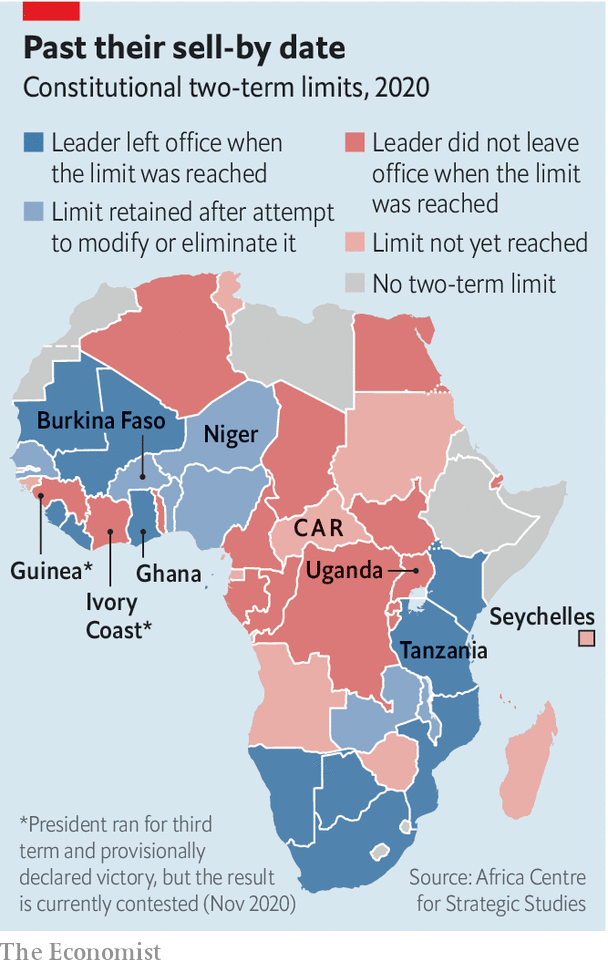 Past their sell-by date
Constitutional two-term limits, 2020
Leader left office when
the limit was reached
Limit retained after attempt
to modify or eliminate it
Leader did not leave
office when the limit
was reached
Limit not yet reached
No two-term limit
Burkina Faso
Niger
CAR
Guinea*
Ghana
Uganda
Ivory
Coast*
Seychelles
Tanzania
*President ran for third
term and provisionally
declared victory, but the result
is currently contested (Nov 2020)
Source: Africa Centre
for Strategic Studies
The Economist